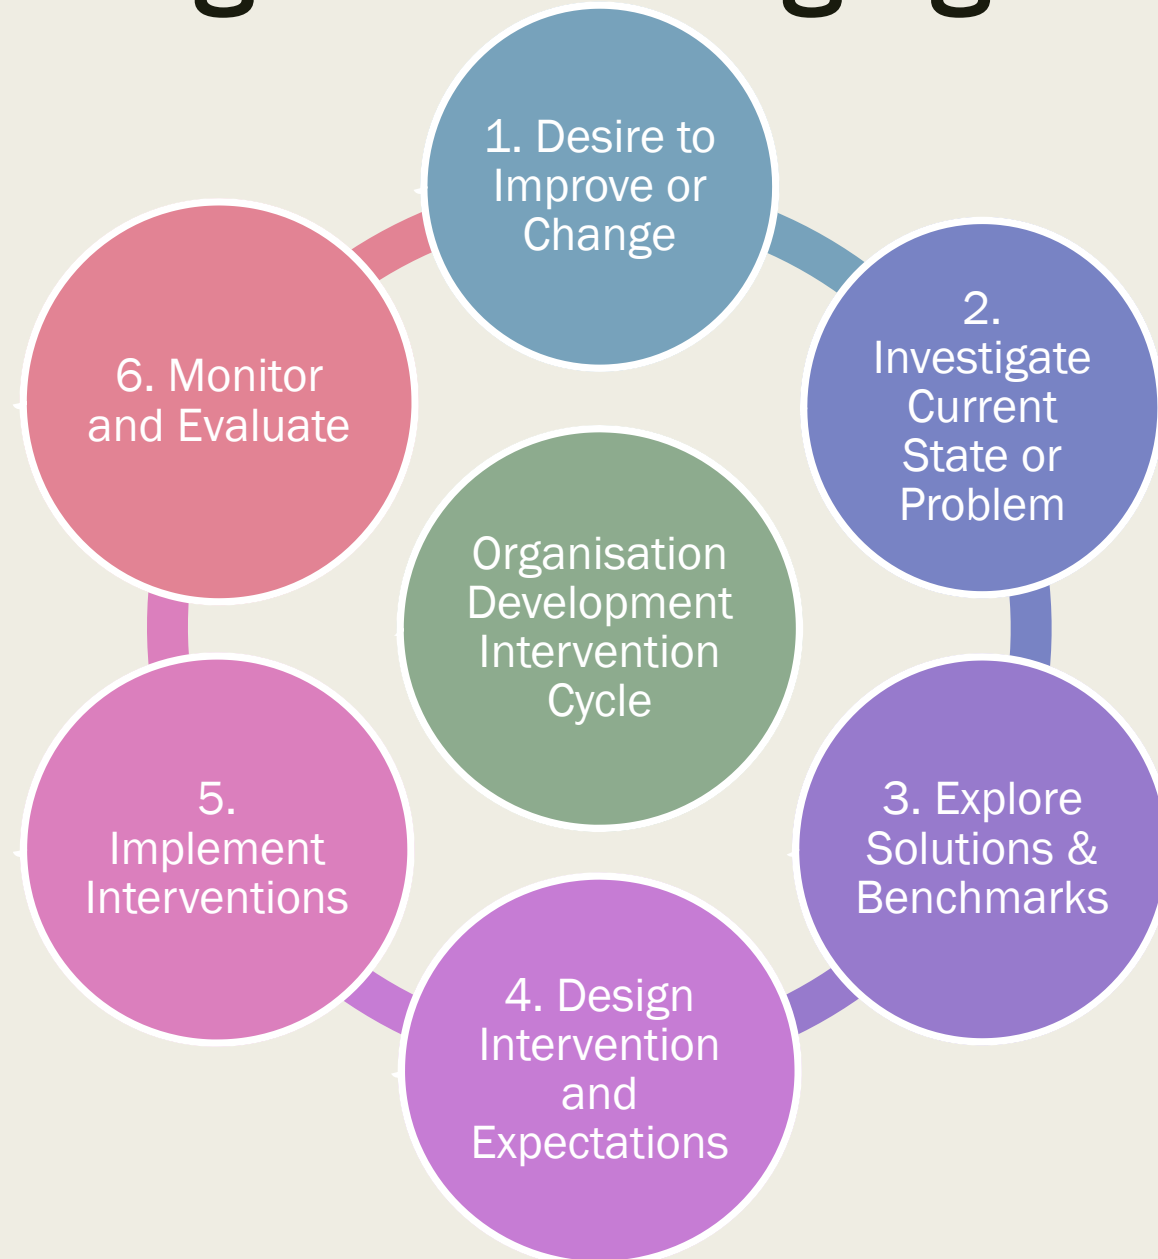 1. Desire to
Improve or
Change
2.
Investigate
Current
State or
Problem
3. Explore
Solutions &
Benchmarks
4. Design
Intervention
and
Expectations
5.
Implement
Interventions
6. Monitor
and Evaluate
Organisation
Development
Intervention
Cycle